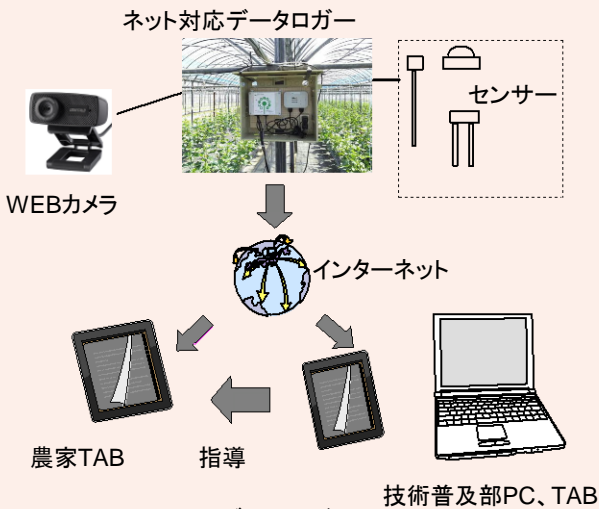 ネット対応データロガー
センサー
WEBカメラ
インターネット
農家TAB
指導
技術普及部PC、TAB